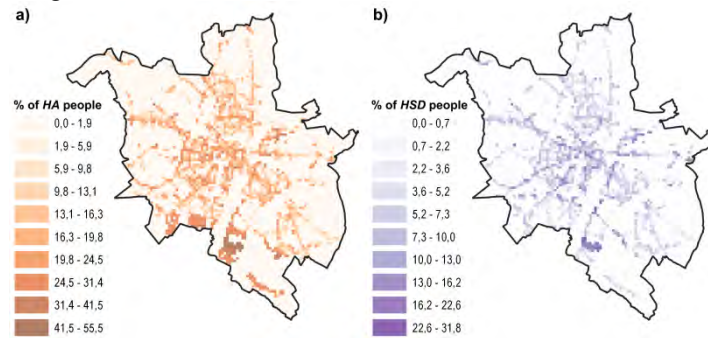 a)
% of HA people
0,0 - 1,9
1,9 - 5,9
5,9 - 9,8
9,8 - 13,1
13,1 - 16,3
16,3 - 19,8
19,8 - 24,5
24,5 - 31,4
31,4 - 41,5
41,5 - 55,5
b)
% of HSD people
0,0 - 0,7
0,7 - 2,2
2,2 - 3,6
3,6 - 5,2
5,2 - 7,3
7,3 - 10,0
10,0 - 13,0
13,0 - 16,2
16,2 - 22,6
22,6 - 31,8